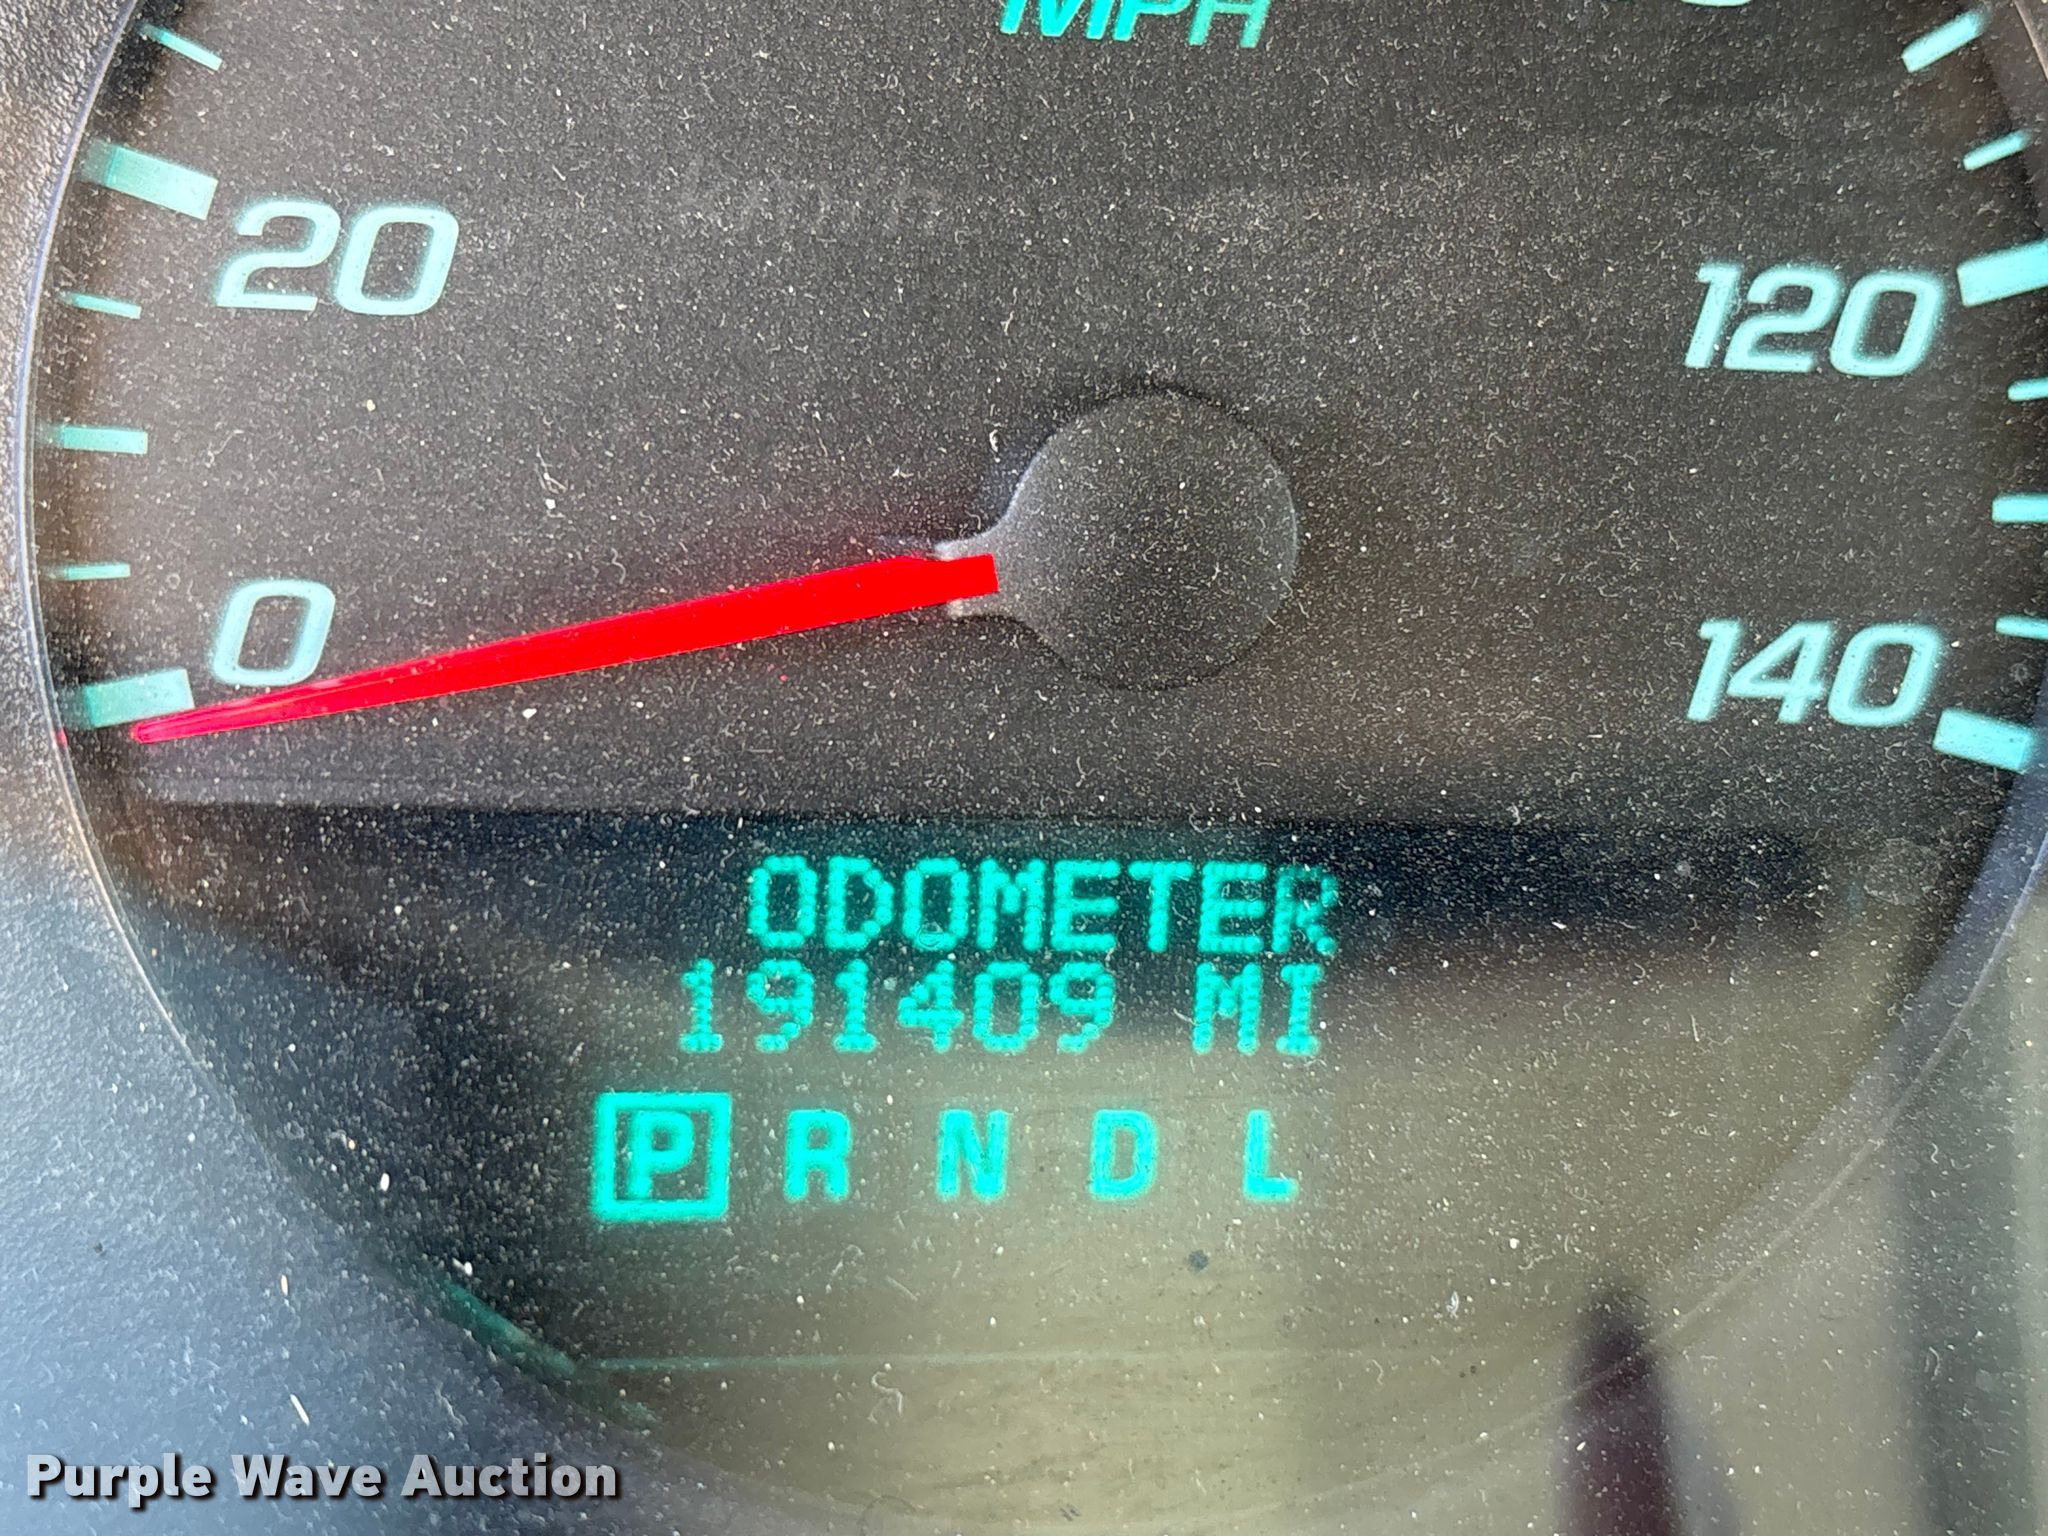 MPH
20
120
0
140
ODOMETER
191409 MI
P R N D L
Purple Wave Auction